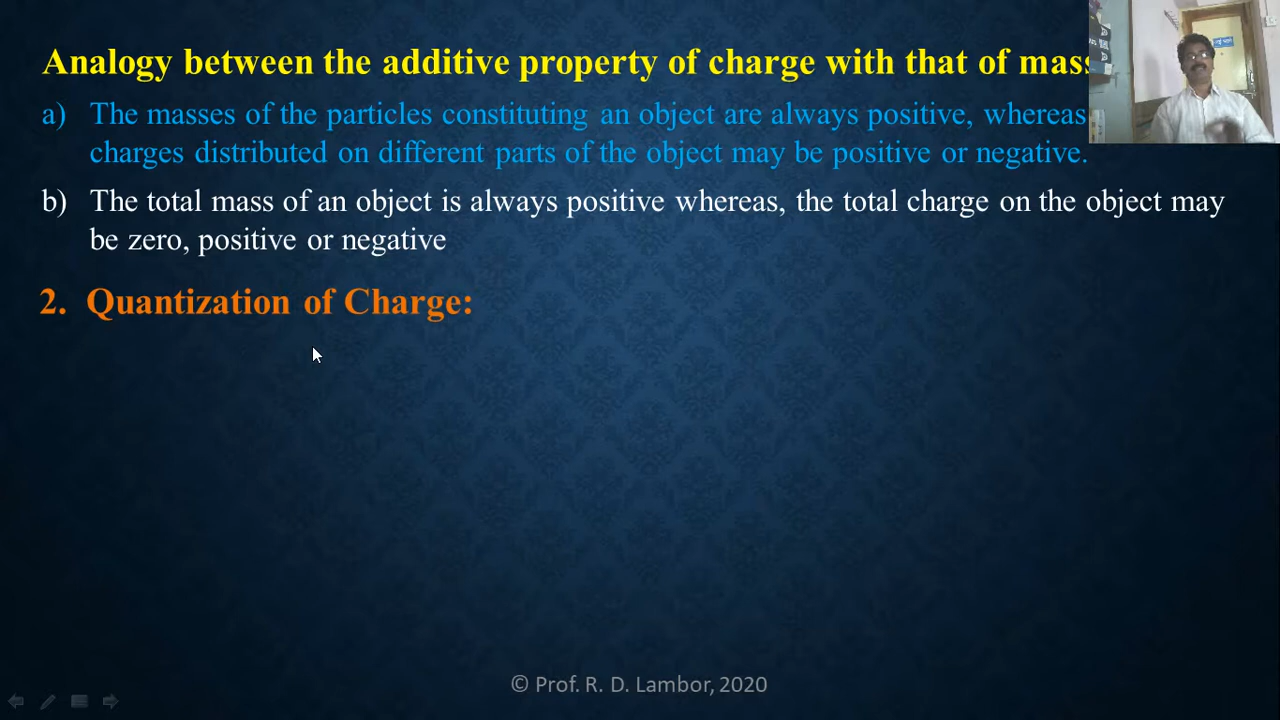 Analogy between the additive property of charge with that of mass
a) The masses of the particles constituting an object are always positive, whereas
charges distributed on different parts of the object may be positive or negative.
b) The total mass of an object is always positive whereas, the total charge on the object may
be zero, positive or negative
2. Quantization of Charge:
© Prof. R. D. Lambor, 2020